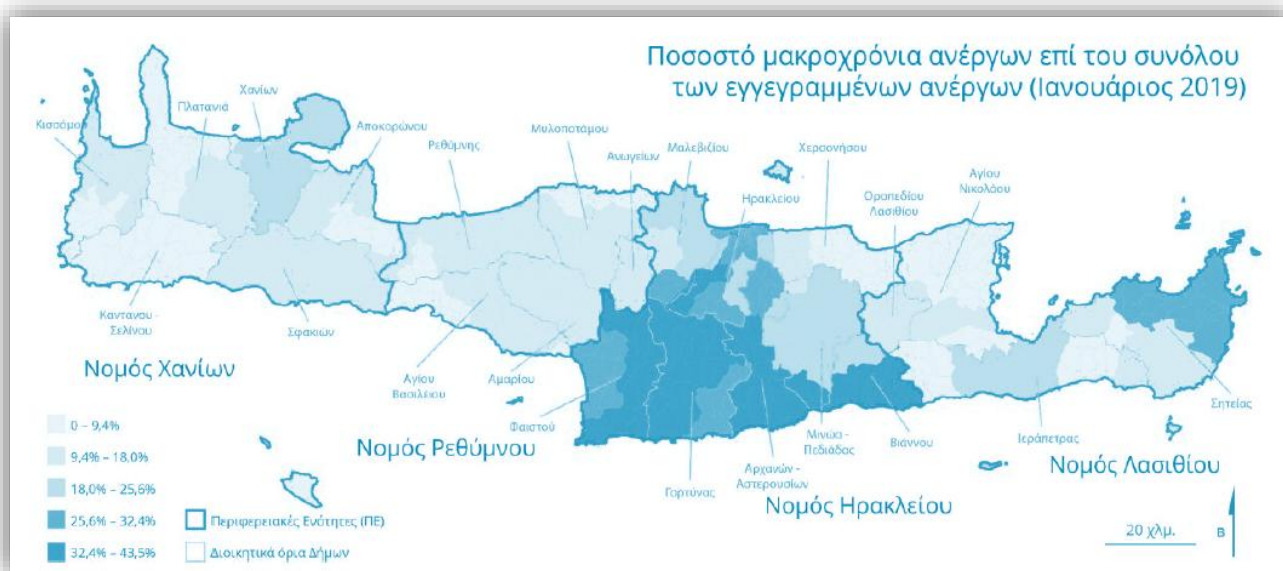 Ποσοστό μακροχρόνια ανέργων επί του συνόλου
των εγγεγραμμένων ανέργων (Ιανουάριος 2019)
Χανίων
Πλατανιά
Κισσάμου
Αποκορώνου
Ρεθύμνης
Μυλοποτάμου
Ανωγείων
Μαλεβιζίου
Χερσονήσου
Ηρακλείου
Οροπεδίου
Λασιθίου
Αγίου
Νικολάου
Καντάνου -
Σελίνου
Σφακίων
Νομός Χανίων
Αγίου
Βασιλείου
Αμαρίου
Φαιστού
Νομός Ρεθύμνου
Γορτύνας
Αρχανών -
Αστερουσίων
Μινώα -
Πεδιάδας
Βιάννου
Νομός Ηρακλείου
Ιεράπετρας
Σητείας
Νομός Λασιθίου
0 – 9,4%
9,4% – 18,0%
18,0% – 25,6%
25,6% – 32,4%
32,4% – 43,5%
Περιφερειακές Ενότητες (ΠΕ)
Διοικητικά όρια Δήμων
20 χλμ.
Β